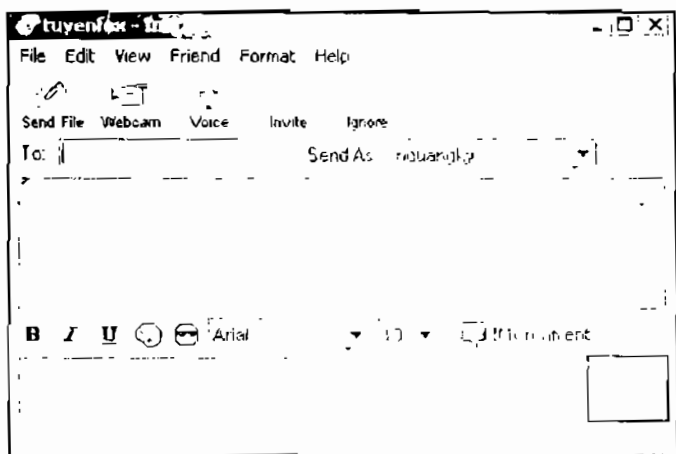 tuyenfox -
File Edit View Friend Format Help
Send File Webcam Voice Invite Ignore
To: Send As
B I U Arial